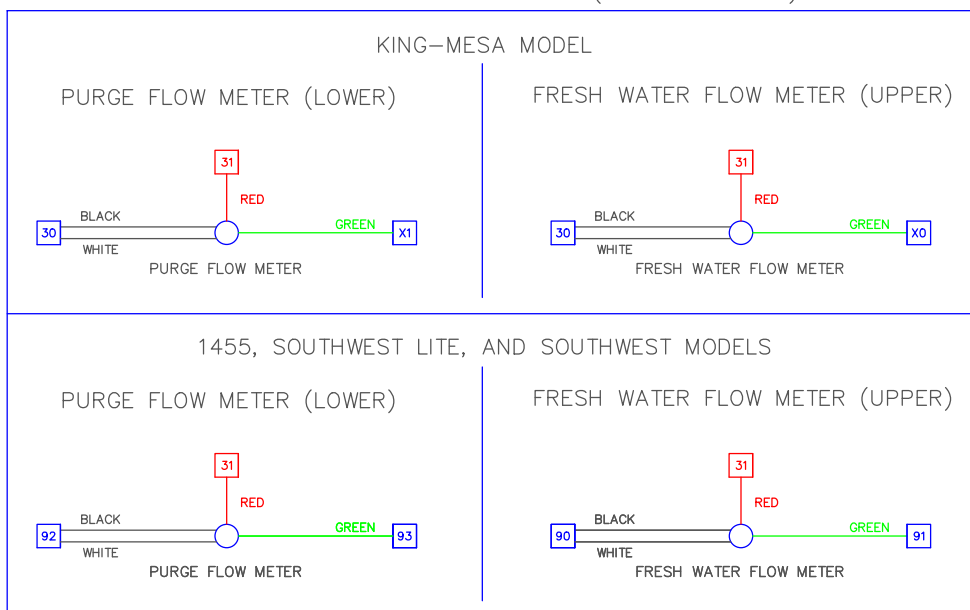 KING-MESA MODEL
PURGE FLOW METER (LOWER)
31
RED
BLACK
30
WHITE
GREEN
X1
PURGE FLOW METER
FRESH WATER FLOW METER (UPPER)
31
RED
BLACK
30
WHITE
GREEN
X0
FRESH WATER FLOW METER
1455, SOUTHWEST LITE, AND SOUTHWEST MODELS
PURGE FLOW METER (LOWER)
31
RED
BLACK
92
WHITE
GREEN
93
PURGE FLOW METER
FRESH WATER FLOW METER (UPPER)
31
RED
BLACK
90
WHITE
GREEN
91
FRESH WATER FLOW METER